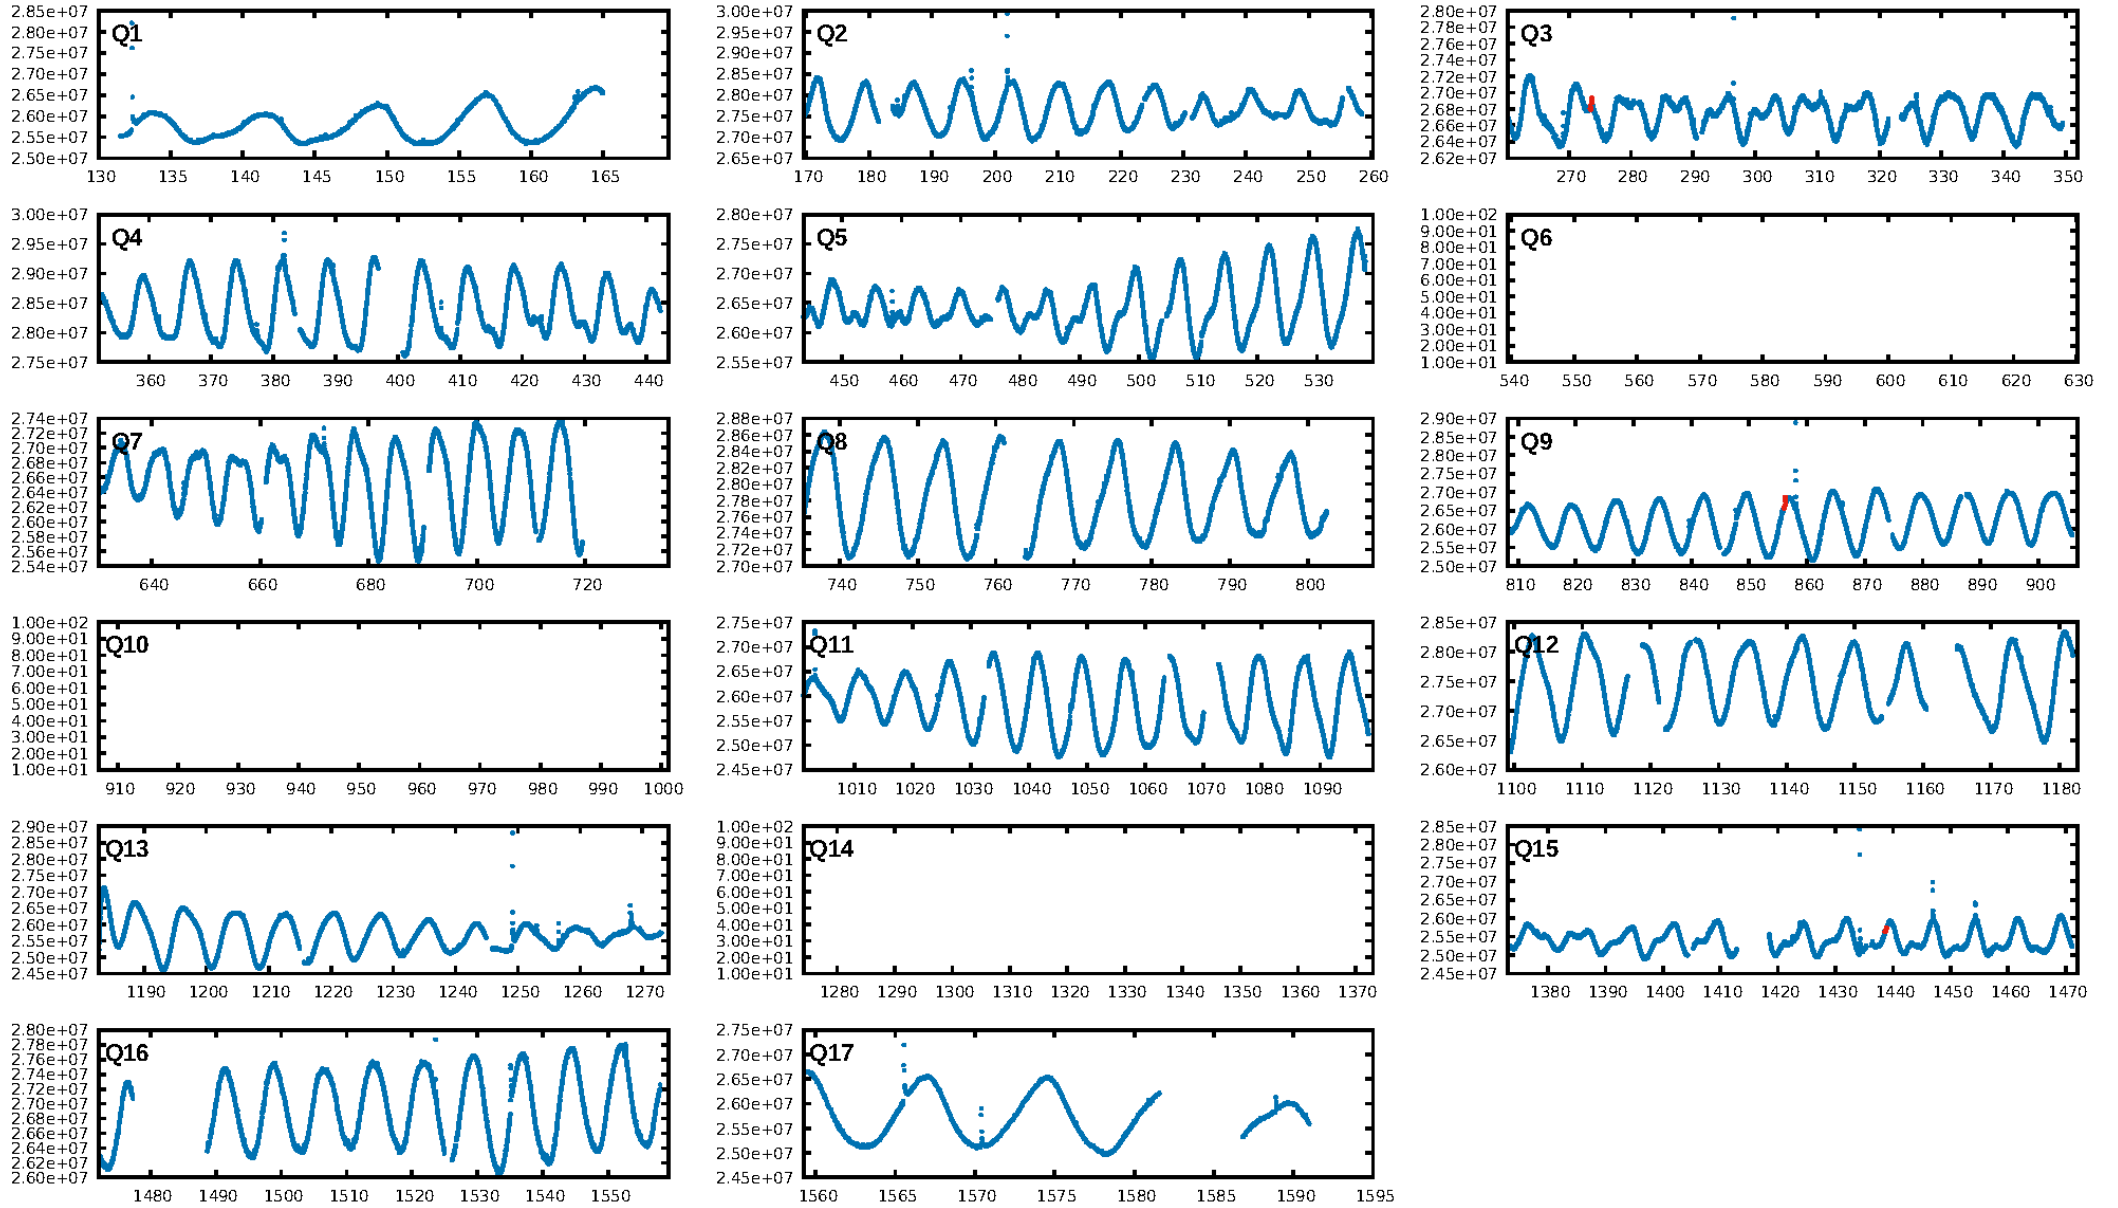 Q1
2.85e+07
2.80e+07
2.75e+07
2.70e+07
2.65e+07
2.60e+07
2.55e+07
2.50e+07
130 135 140 145 150 155 160 165
Q2
3.00e+07
2.95e+07
2.90e+07
2.85e+07
2.80e+07
2.75e+07
2.70e+07
2.65e+07
170 180 190 200 210 220 230 240 250 260
Q3
2.80e+07
2.78e+07
2.76e+07
2.74e+07
2.72e+07
2.70e+07
2.68e+07
2.66e+07
2.64e+07
2.62e+07
270 280 290 300 310 320 330 340 350
Q4
3.00e+07
2.95e+07
2.90e+07
2.85e+07
2.80e+07
2.75e+07
360 370 380 390 400 410 420 430 440
Q5
2.80e+07
2.75e+07
2.70e+07
2.65e+07
2.60e+07
2.55e+07
450 460 470 480 490 500 510 520 530
Q6
1.00e+02
9.00e+01
8.00e+01
7.00e+01
6.00e+01
5.00e+01
4.00e+01
3.00e+01
2.00e+01
1.00e+01
540 550 560 570 580 590 600 610 620 630
Q7
2.74e+07
2.72e+07
2.70e+07
2.68e+07
2.66e+07
2.64e+07
2.62e+07
2.60e+07
2.58e+07
2.56e+07
2.54e+07
640 660 680 700 720
Q8
2.88e+07
2.86e+07
2.84e+07
2.82e+07
2.80e+07
2.78e+07
2.76e+07
2.74e+07
2.72e+07
2.70e+07
740 750 760 770 780 790 800
Q9
2.90e+07
2.85e+07
2.80e+07
2.75e+07
2.70e+07
2.65e+07
2.60e+07
2.55e+07
2.50e+07
810 820 830 840 850 860 870 880 890 900
Q10
1.00e+02
9.00e+01
8.00e+01
7.00e+01
6.00e+01
5.00e+01
4.00e+01
3.00e+01
2.00e+01
1.00e+01
910 920 930 940 950 960 970 980 990 1000
Q11
2.75e+07
2.70e+07
2.65e+07
2.60e+07
2.55e+07
2.50e+07
2.45e+07
1010 1020 1030 1040 1050 1060 1070 1080 1090
Q12
2.85e+07
2.80e+07
2.75e+07
2.70e+07
2.65e+07
2.60e+07
1100 1110 1120 1130 1140 1150 1160 1170 1180
Q13
2.90e+07
2.85e+07
2.80e+07
2.75e+07
2.70e+07
2.65e+07
2.60e+07
2.55e+07
2.50e+07
2.45e+07
1190 1200 1210 1220 1230 1240 1250 1260 1270
Q14
1.00e+02
9.00e+01
8.00e+01
7.00e+01
6.00e+01
5.00e+01
4.00e+01
3.00e+01
2.00e+01
1.00e+01
1280 1290 1300 1310 1320 1330 1340 1350 1360 1370
Q15
2.85e+07
2.80e+07
2.75e+07
2.70e+07
2.65e+07
2.60e+07
2.55e+07
2.50e+07
2.45e+07
1380 1390 1400 1410 1420 1430 1440 1450 1460 1470
Q16
2.80e+07
2.78e+07
2.76e+07
2.74e+07
2.72e+07
2.70e+07
2.68e+07
2.66e+07
2.64e+07
2.62e+07
2.60e+07
1480 1490 1500 1510 1520 1530 1540 1550
Q17
2.75e+07
2.70e+07
2.65e+07
2.60e+07
2.55e+07
2.50e+07
2.45e+07
1560 1565 1570 1575 1580 1585 1590 1595